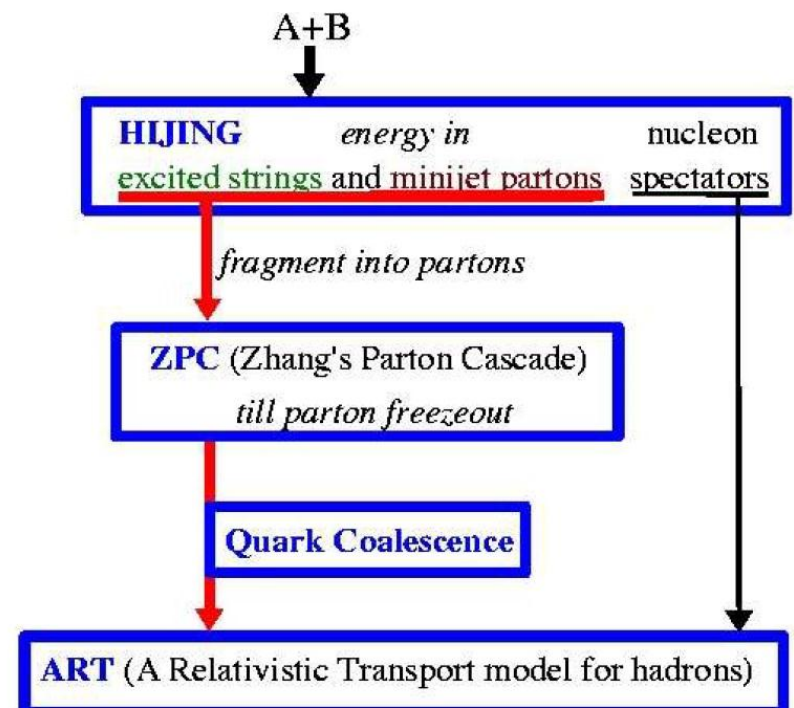 A+B
HIJING energy in nucleon
excited strings and minijet partons spectators
fragment into partons
ZPC (Zhang's Parton Cascade)
till parton freezeout
Quark Coalescence
ART (A Relativistic Transport model for hadrons)